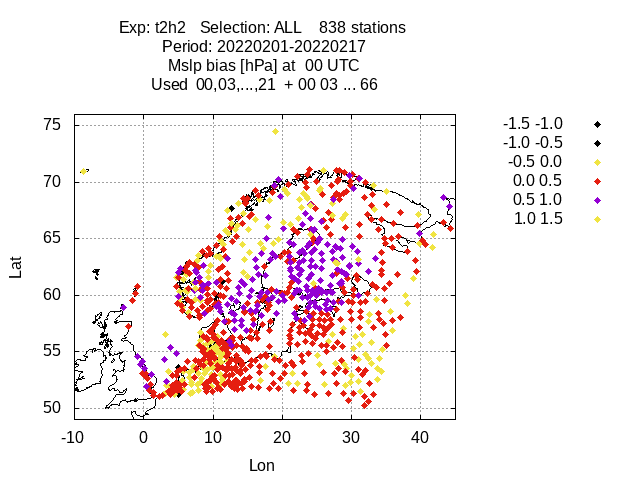 Exp: t2h2 Selection: ALL 838 stations
Period: 20220201-20220217
Mslp bias [hPa] at 00 UTC
Used 00,03,...,21 + 00 03 ... 66
75
70
65
60
55
50
Lat
-10 0 10 20 30 40
Lon
-1.5 -1.0
-1.0 -0.5
-0.5 0.0
0.0 0.5
0.5 1.0
1.0 1.5